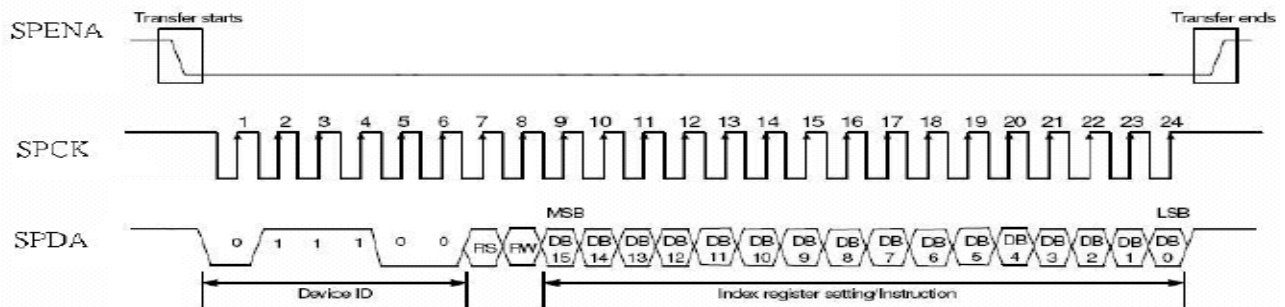 Transfer starts
Transfer ends
SPENA
1 2 3 4 5 6 7 8 9 10 11 12 13 14 15 16 17 18 19 20 21 22 23 24
SPCK
MSB LSB
SPDA
0 1 1 1 0 0 RS RW DB 15 DB 14 DB 13 DB 12 DB 11 DB 10 DB 9 DB 8 DB 7 DB 6 DB 5 DB 4 DB 3 DB 2 DB 1 DB 0
Device ID
Index register setting/Instruction